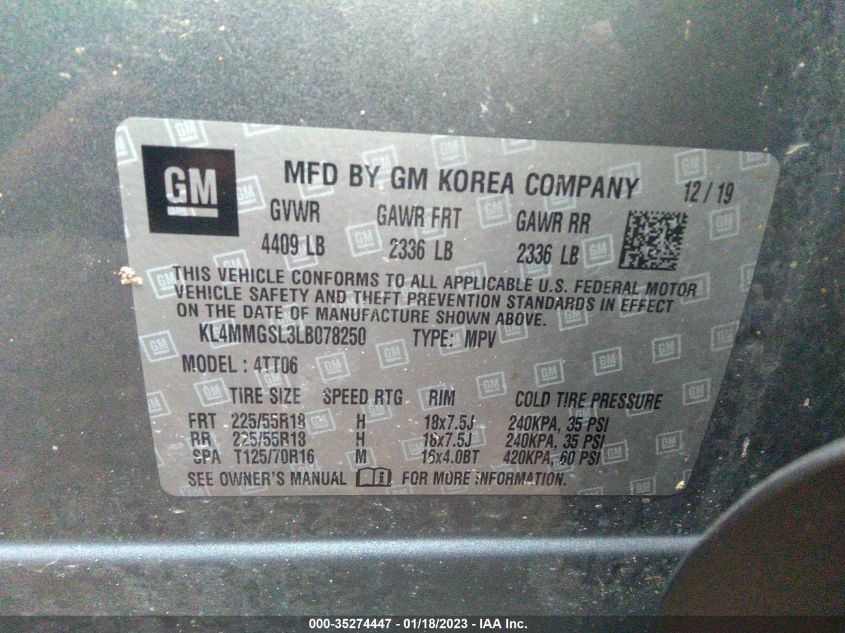 GM
MFD BY GM KOREA COMPANY 12/19
GVWR GAWR FRT GAWR RR
4409 LB 2336 LB 2336 LB
THIS VEHICLE CONFORMS TO ALL APPLICABLE U.S. FEDERAL MOTOR
VEHICLE SAFETY AND THEFT PREVENTION STANDARDS IN EFFECT
ON THE DATE OF MANUFACTURE SHOWN ABOVE.
KL4MMGSL3LB078250 TYPE: MPV
MODEL: 4TT06
TIRE SIZE SPEED RTG RIM COLD TIRE PRESSURE
FRT 225/55R18 H 18x7.5J 240KPA, 35 PSI
RR 225/55R18 H 18x7.5J 240KPA, 35 PSI
SPA T125/70R16 M 16x4.0BT 420KPA, 60 PSI
SEE OWNER'S MANUAL FOR MORE INFORMATION.
000-35274447 - 01/18/2023 - IAA Inc.